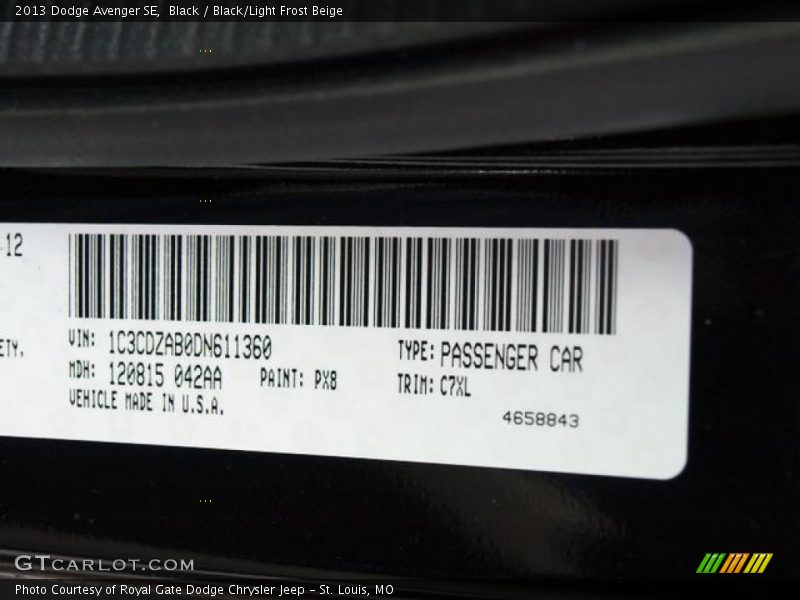 2013 Dodge Avenger SE, Black / Black/Light Frost Beige
-12
ETY.
VIN: 1C3CDZAB0DN611360
TYPE: PASSENGER CAR
MDH: 120815 042AA
PAINT: PX8
TRIM: C7XL
VEHICLE MADE IN U.S.A.
4658843
GTCARLOT.COM
Photo Courtesy of Royal Gate Dodge Chrysler Jeep - St. Louis, MO